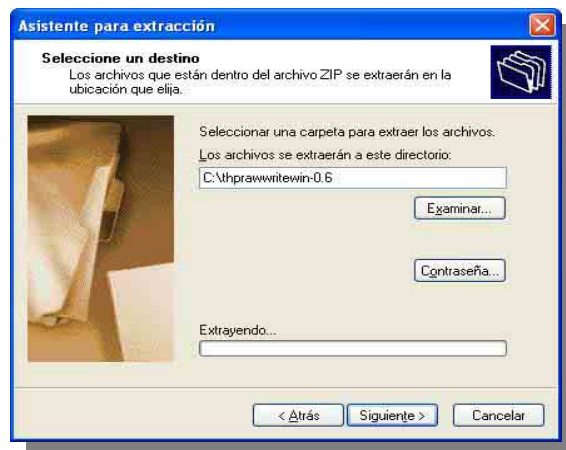 Asistente para extracción
Seleccione un destino
Los archivos que están dentro del archivo ZIP se extraerán en la
ubicación que elija.
Seleccionar una carpeta para extraer los archivos.
Los archivos se extraerán a este directorio:
C:\thprawwritewin-0.6
Examinar...
Contraseña...
Extrayendo...
< Atrás
Siguiente >
Cancelar